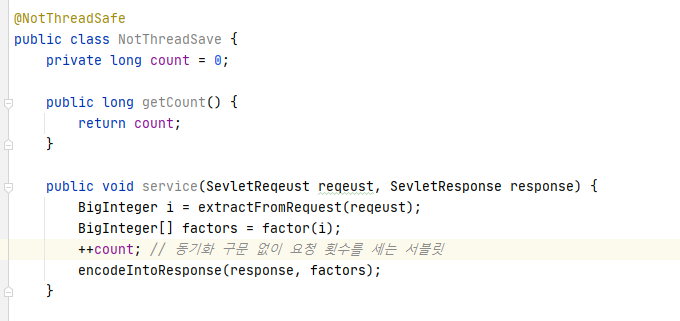 @NotThreadSafe
public class NotThreadSave {
private long count = 0;
public long getCount() {
return count;
}
public void service(SevletReqeust reqeust, SevletResponse response) {
BigInteger i = extractFromRequest(reqeust);
BigInteger[] factors = factor(i);
++count; // 동기화 구문 없이 요청 횟수를 세는 서블릿
encodeIntoResponse(response, factors);
}